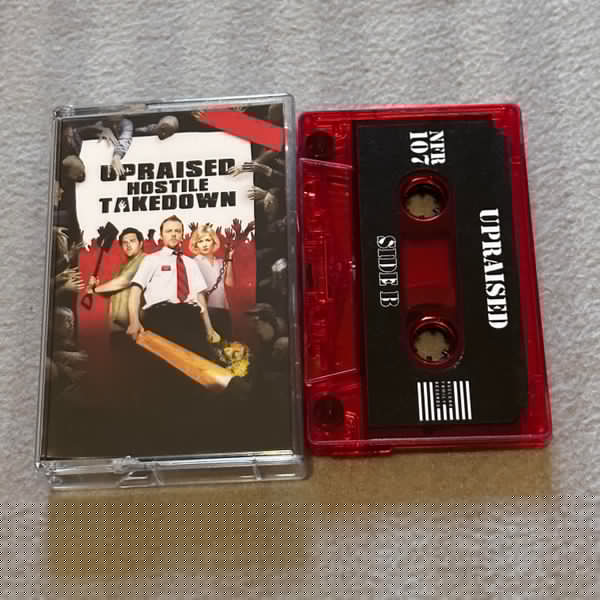 UPRAISED
HOSTILE
TAKEDOWN
NFR
107
UPRAISED
SIDE B